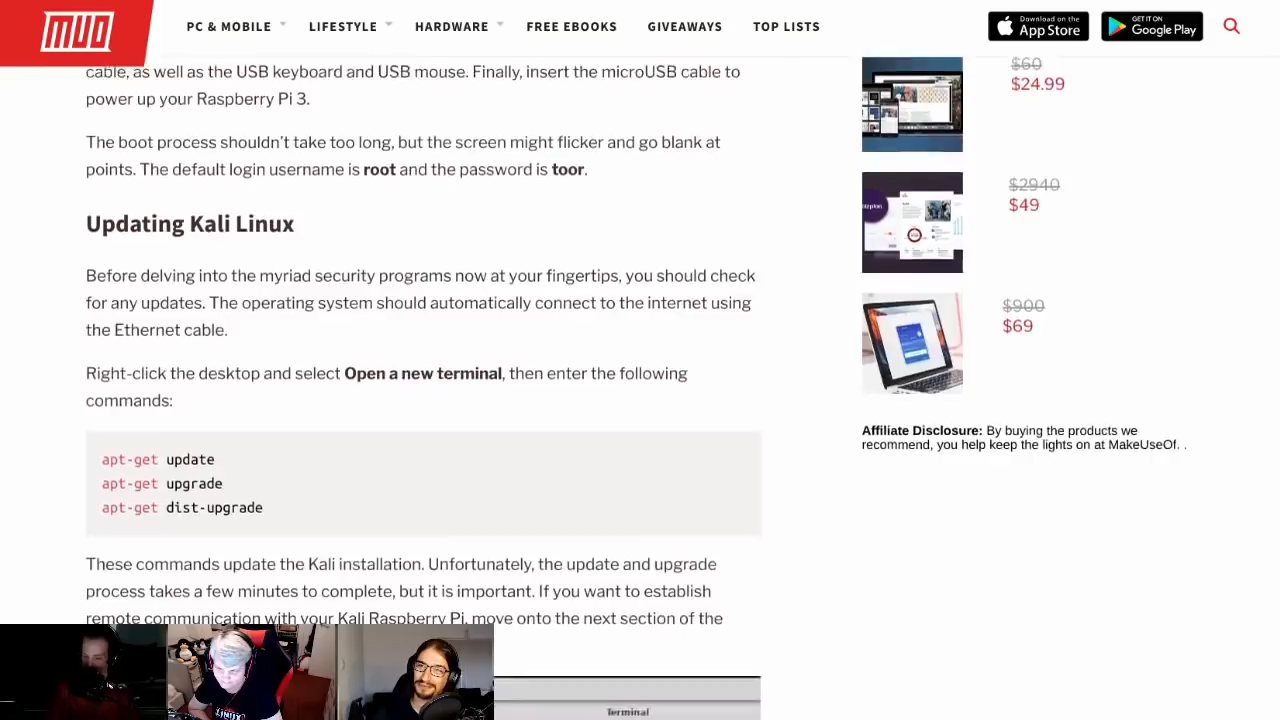 MUO
PC & MOBILE
LIFESTYLE
HARDWARE
FREE EBOOKS
GIVEAWAYS
TOP LISTS
Download on the
App Store
GET IT ON
Google Play
cable, as well as the USB keyboard and USB mouse. Finally, insert the microUSB cable to
power up your Raspberry Pi 3.
The boot process shouldn't take too long, but the screen might flicker and go blank at
points. The default login username is root and the password is toor.
Updating Kali Linux
Before delving into the myriad security programs now at your fingertips, you should check
for any updates. The operating system should automatically connect to the internet using
the Ethernet cable.
Right-click the desktop and select Open a new terminal, then enter the following
commands:
apt-get update
apt-get upgrade
apt-get dist-upgrade
These commands update the Kali installation. Unfortunately, the update and upgrade
process takes a few minutes to complete, but it is important. If you want to establish
remote communication with your Kali Raspberry Pi, move onto the next section of the
Terminal
$60
$24.99
$2940
$49
$900
$69
Affiliate Disclosure: By buying the products we
recommend, you help keep the lights on at MakeUseOf. .